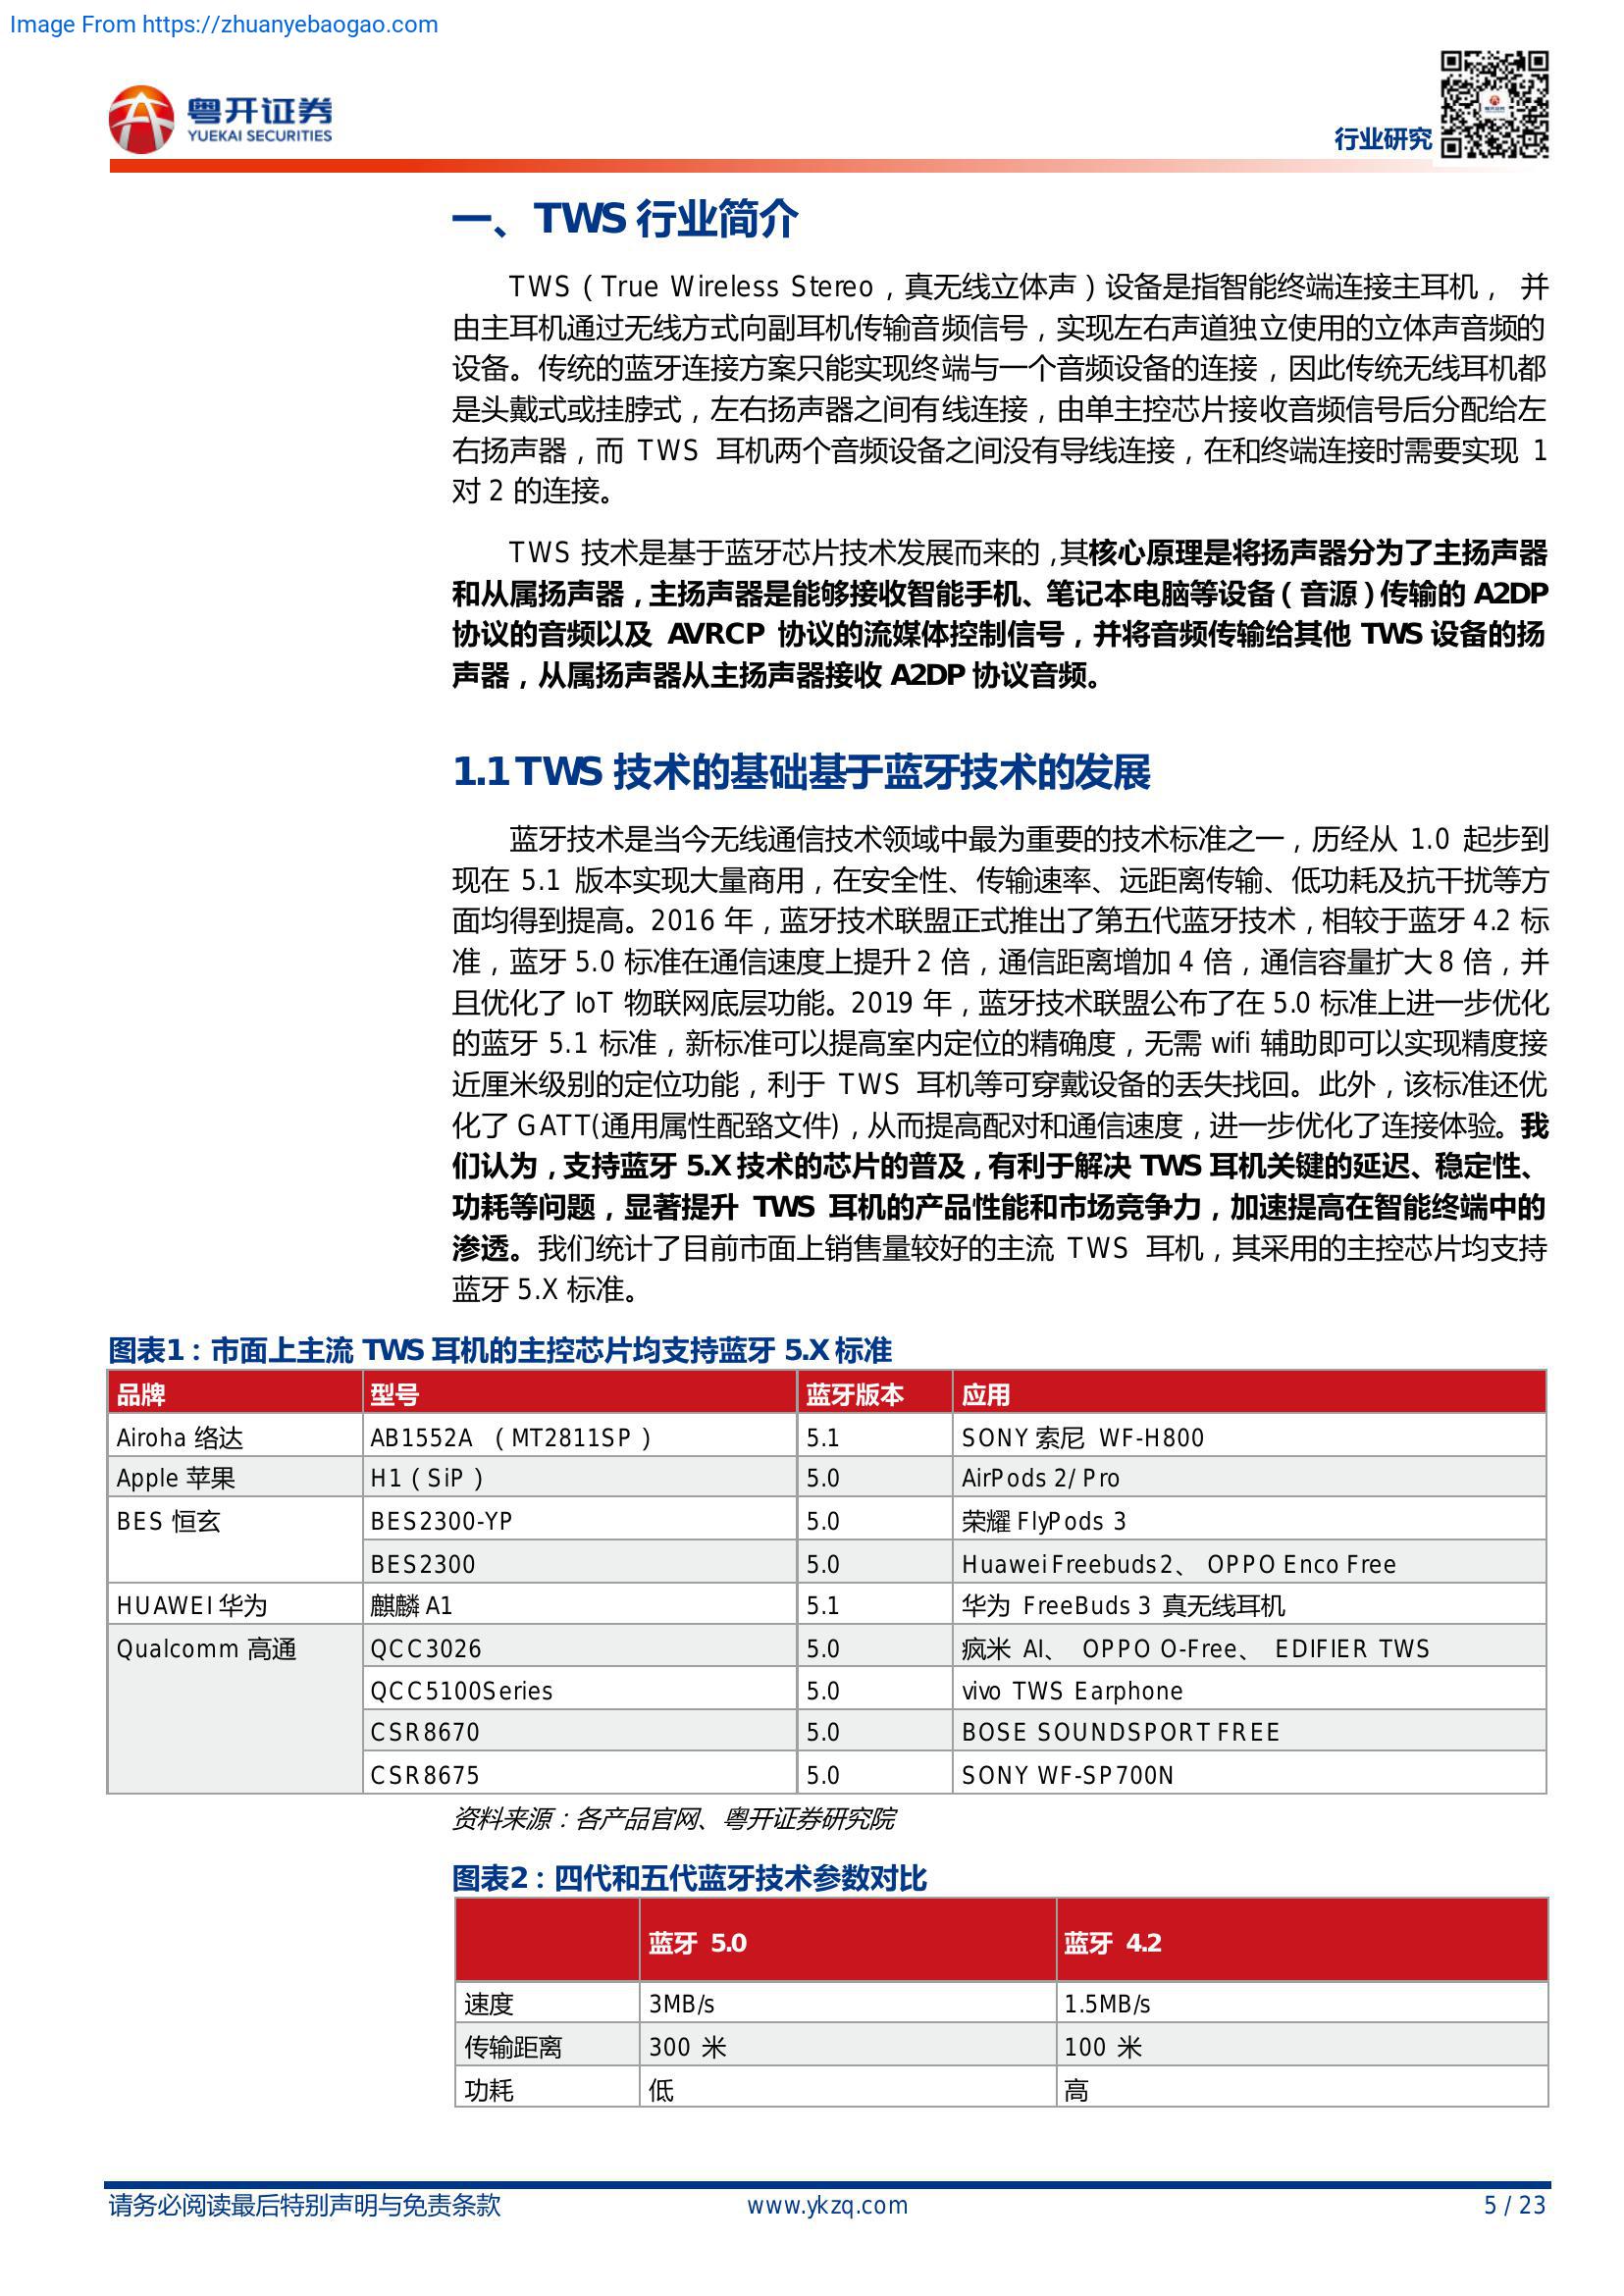 Image From https://zhuanyebaogao.com
粤开证券
YUEKAI SECURITIES
行业研究
一、TWS 行业简介
TWS（True Wireless Stereo，真无线立体声）设备是指智能终端连接主耳机， 并
由主耳机通过无线方式向副耳机传输音频信号，实现左右声道独立使用的立体声音频的
设备。传统的蓝牙连接方案只能实现终端与一个音频设备的连接，因此传统无线耳机都
是头戴式或挂脖式，左右扬声器之间有线连接，由单主控芯片接收音频信号后分配给左
右扬声器，而 TWS 耳机两个音频设备之间没有导线连接，在和终端连接时需要实现 1
对 2 的连接。
TWS 技术是基于蓝牙芯片技术发展而来的，其核心原理是将扬声器分为了主扬声器
和从属扬声器，主扬声器是能够接收智能手机、笔记本电脑等设备（音源）传输的 A2DP
协议的音频以及 AVRCP 协议的流媒体控制信号，并将音频传输给其他 TWS 设备的扬
声器，从属扬声器从主扬声器接收 A2DP 协议音频。
1.1 TWS 技术的基础基于蓝牙技术的发展
蓝牙技术是当今无线通信技术领域中最为重要的技术标准之一，历经从 1.0 起步到
现在 5.1 版本实现大量商用，在安全性、传输速率、远距离传输、低功耗及抗干扰等方
面均得到提高。2016 年，蓝牙技术联盟正式推出了第五代蓝牙技术，相较于蓝牙 4.2 标
准，蓝牙 5.0 标准在通信速度上提升 2 倍，通信距离增加 4 倍，通信容量扩大 8 倍，并
且优化了 IoT 物联网底层功能。2019 年，蓝牙技术联盟公布了在 5.0 标准上进一步优化
的蓝牙 5.1 标准，新标准可以提高室内定位的精确度，无需 wifi 辅助即可以实现精度接
近厘米级别的定位功能，利于 TWS 耳机等可穿戴设备的丢失找回。此外，该标准还优
化了 GATT(通用属性配臵文件)，从而提高配对和通信速度，进一步优化了连接体验。我
们认为，支持蓝牙 5.X 技术的芯片的普及，有利于解决 TWS 耳机关键的延迟、稳定性、
功耗等问题，显著提升 TWS 耳机的产品性能和市场竞争力，加速提高在智能终端中的
渗透。我们统计了目前市面上销售量较好的主流 TWS 耳机，其采用的主控芯片均支持
蓝牙 5.X 标准。
图表1：市面上主流 TWS 耳机的主控芯片均支持蓝牙 5.X 标准
品牌 型号 蓝牙版本 应用
Airoha 络达 AB1552A （MT2811SP） 5.1 SONY 索尼 WF-H800
Apple 苹果 H1（SiP） 5.0 AirPods 2/ Pro
BES 恒玄 BES2300-YP 5.0 荣耀 FlyPods 3
BES2300 5.0 Huawei Freebuds 2、 OPPO Enco Free
HUAWEI 华为 麒麟 A1 5.1 华为 FreeBuds 3 真无线耳机
Qualcomm 高通 QCC3026 5.0 疯米 AI、 OPPO O-Free、 EDIFIER TWS
QCC5100Series 5.0 vivo TWS Earphone
CSR8670 5.0 BOSE SOUNDSPORT FREE
CSR8675 5.0 SONY WF-SP700N
资料来源：各产品官网、粤开证券研究院
图表2：四代和五代蓝牙技术参数对比
蓝牙 5.0 蓝牙 4.2
速度 3MB/s 1.5MB/s
传输距离 300 米 100 米
功耗 低 高
请务必阅读最后特别声明与免责条款 www.ykzq.com 5 / 23